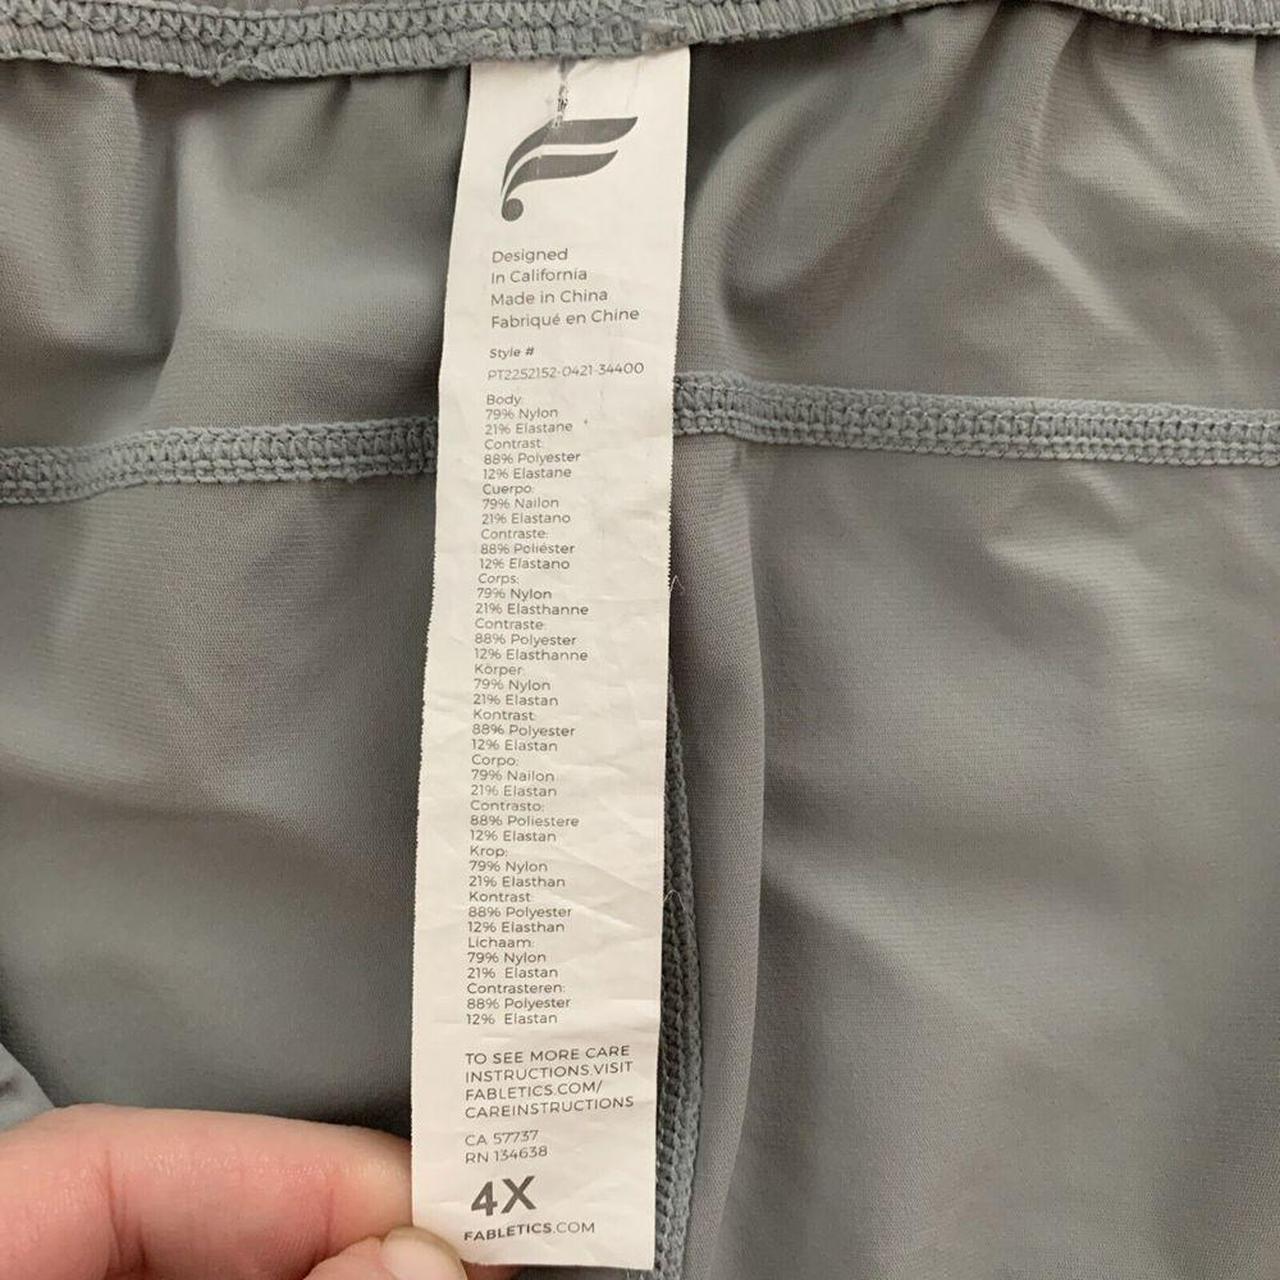 Designed
In California
Made in China
Fabriqué en Chine
Style #
PT2252152-0421-34400
Body:
79% Nylon
21% Elastane
Contrast:
88% Polyester
12% Elastane
Cuerpo:
79% Nailon
21% Elastano
Contraste:
88% Poliéster
12% Elastano
Corps:
79% Nylon
21% Elasthanne
Contraste:
88% Polyester
12% Elasthanne
Körper:
79% Nylon
21% Elastan
Kontrast:
88% Polyester
12% Elastan
Corpo:
79% Nailon
21% Elastan
Contrasto:
88% Poliestere
12% Elastan
Krop:
79% Nylon
21% Elasthan
Kontrast:
88% Polyester
12% Elasthan
Lichaam:
79% Nylon
21% Elastan
Contrasteren:
88% Polyester
12% Elastan
TO SEE MORE CARE
INSTRUCTIONS,VISIT
FABLETICS.COM/
CAREINSTRUCTIONS
CA 57737
RN 134638
4X
FABLETICS.COM